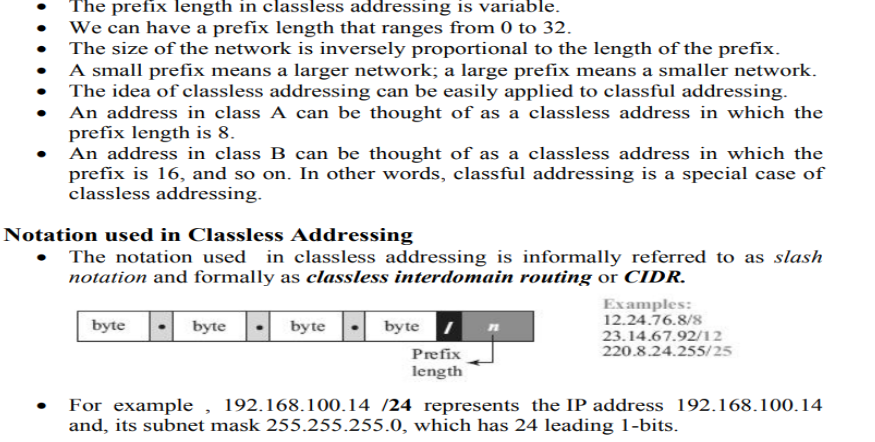 • The prefix length in classless addressing is variable.
• We can have a prefix length that ranges from 0 to 32.
• The size of the network is inversely proportional to the length of the prefix.
• A small prefix means a larger network; a large prefix means a smaller network.
• The idea of classless addressing can be easily applied to classful addressing.
• An address in class A can be thought of as a classless address in which the
prefix length is 8.
• An address in class B can be thought of as a classless address in which the
prefix is 16, and so on. In other words, classful addressing is a special case of
classless addressing.
Notation used in Classless Addressing
• The notation used in classless addressing is informally referred to as slash
notation and formally as classless interdomain routing or CIDR.
byte • byte • byte • byte / n
Prefix
length
Examples:
12.24.76.8/8
23.14.67.92/12
220.8.24.255/25
• For example , 192.168.100.14 /24 represents the IP address 192.168.100.14
and, its subnet mask 255.255.255.0, which has 24 leading 1-bits.